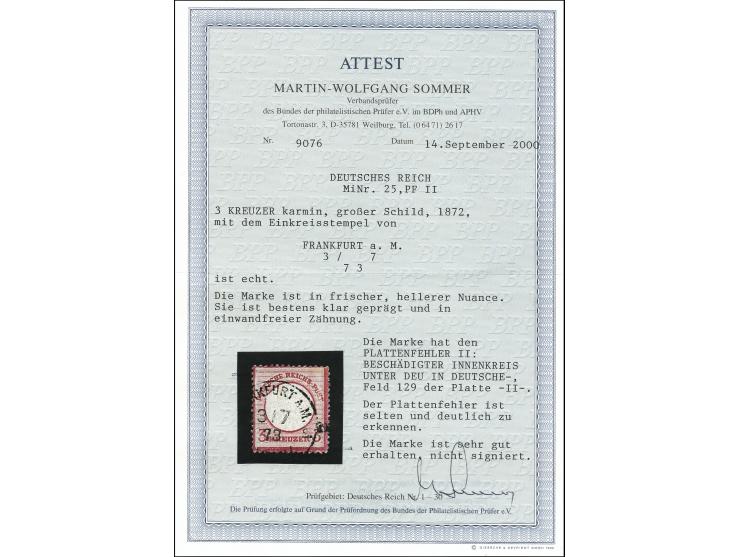 ATTEST
MARTIN-WOLFGANG SOMMER
Verbandsprüfer
des Bundes der philatelistischen Prüfer e.V. im BDPh und APHV
Tortonastr. 3, D-35781 Weilburg, Tel. (0 64 71) 26 17
Nr. 9076 Datum 14.September 2000
DEUTSCHES REICH
MiNr. 25,PF II
3 KREUZER karmin, großer Schild, 1872,
mit dem Einkreisstempel von
FRANKFURT a. M.
3 / 7
7 3
ist echt.
Die Marke ist in frischer, hellerer Nuance.
Sie ist bestens klar geprägt und in
einwandfreier Zähnung.
Die Marke hat den
PLATTENFEHLER II:
BESCHÄDIGTER INNENKREIS
UNTER DEU IN DEUTSCHE-,
Feld 129 der Platte -II-.
Der Plattenfehler ist
selten und deutlich zu
erkennen.
Die Marke ist sehr gut
erhalten, nicht signiert.
Prüfgebiet: Deutsches Reich Nr. 1 – 30
Die Prüfung erfolgte auf Grund der Prüfordnung des Bundes der Philatelistischen Prüfer e.V.